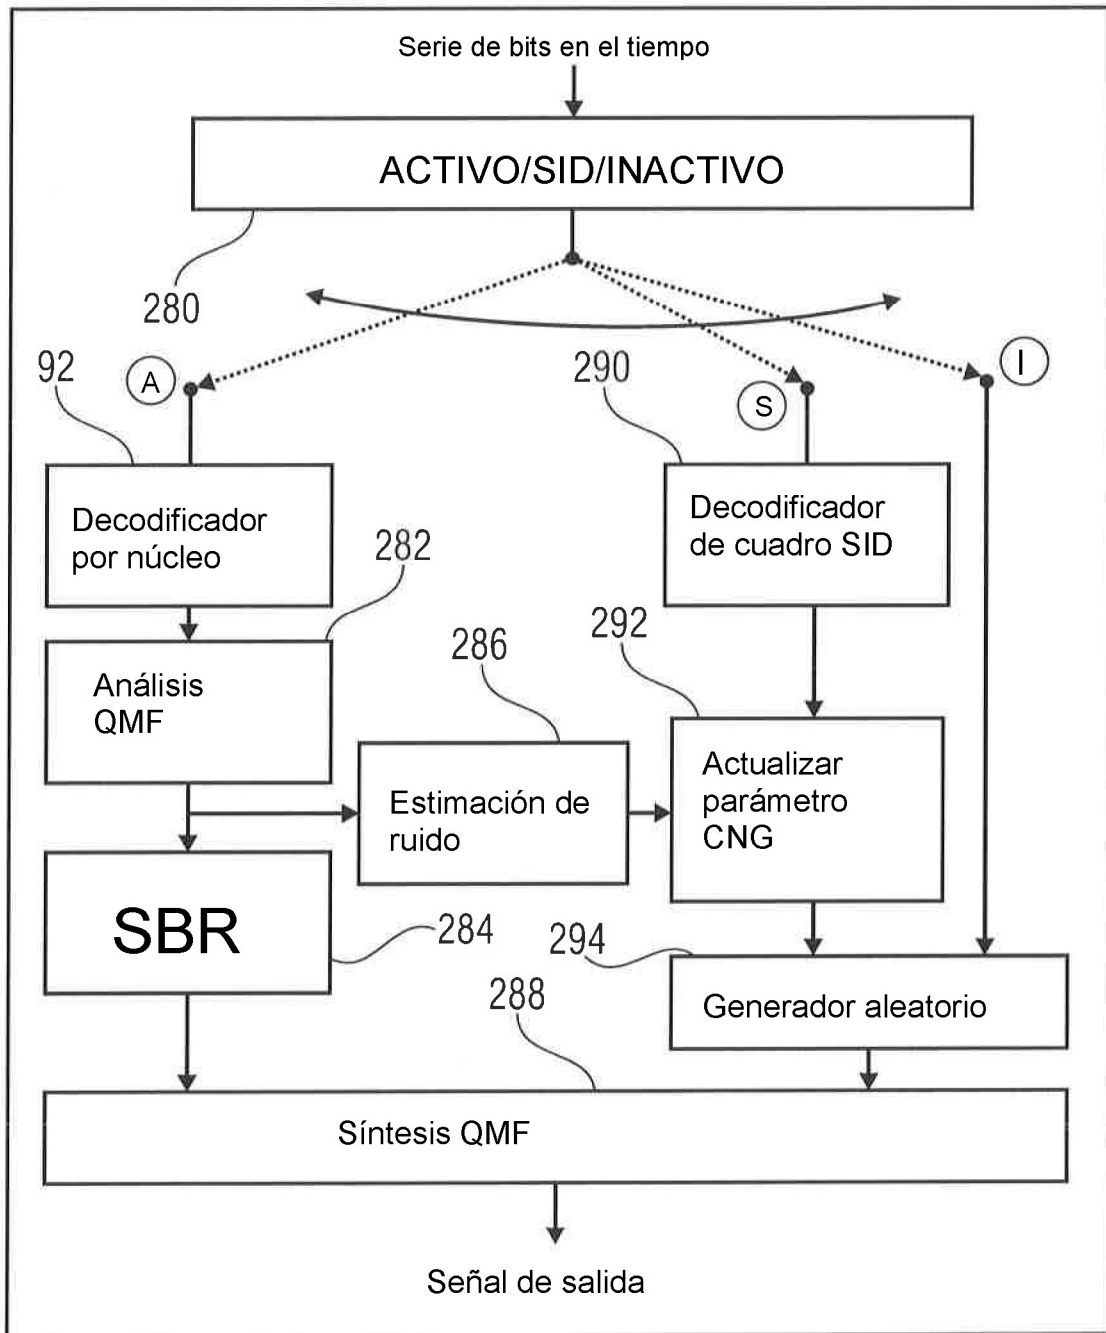 Serie de bits en el tiempo
ACTIVO/SID/INACTIVO
280
92
A
290
S
I
Decodificador
por núcleo
282
Decodificador
de cuadro SID
Análisis
QMF
286
292
Estimación de
ruido
Actualizar
parámetro
CNG
SBR
284
294
288
Generador aleatorio
Síntesis QMF
Señal de salida